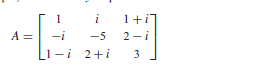 1 i 1+i
A = -i -5 2-i
1-i 2+i 3